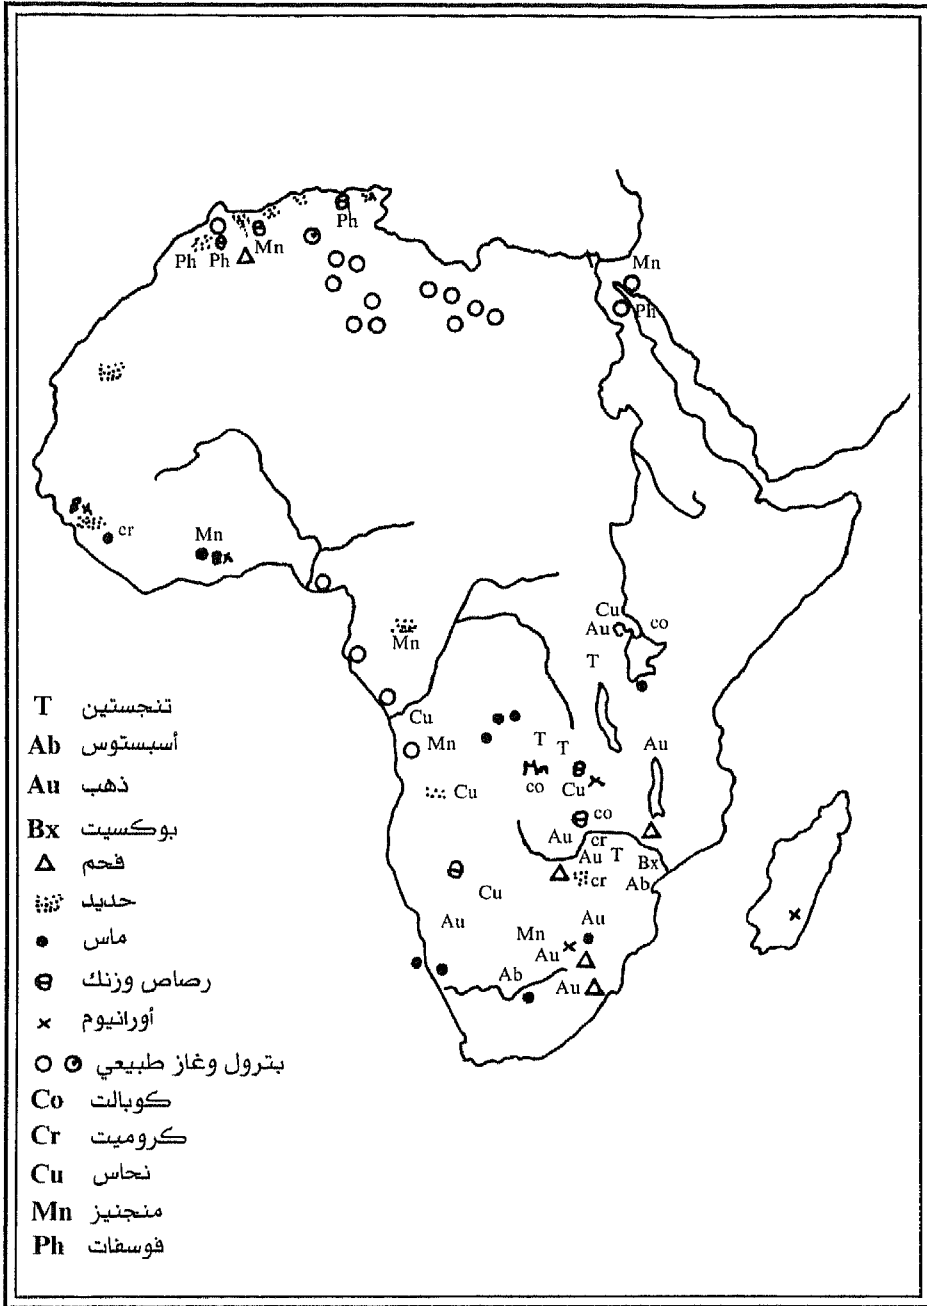 Ph
Mn
Ph Ph
Mn
Ph
Bx
cr
Mn
Bx
Mn
Cu
Au co
T
Cu
Mn
T T
Au
Mn
co Cu
Cu
co
Au cr
Au T Bx
cr Ab
Cu
Au
Au
Mn
Au
Ab
Au
T تنجستين
Ab أسبستوس
Au ذهب
Bx بوكسيت
فحم
حديد
ماس
رصاص وزنك
أورانيوم
بترول وغاز طبيعي
Co كوبالت
Cr كروميت
Cu نحاس
Mn منجنيز
Ph فوسفات